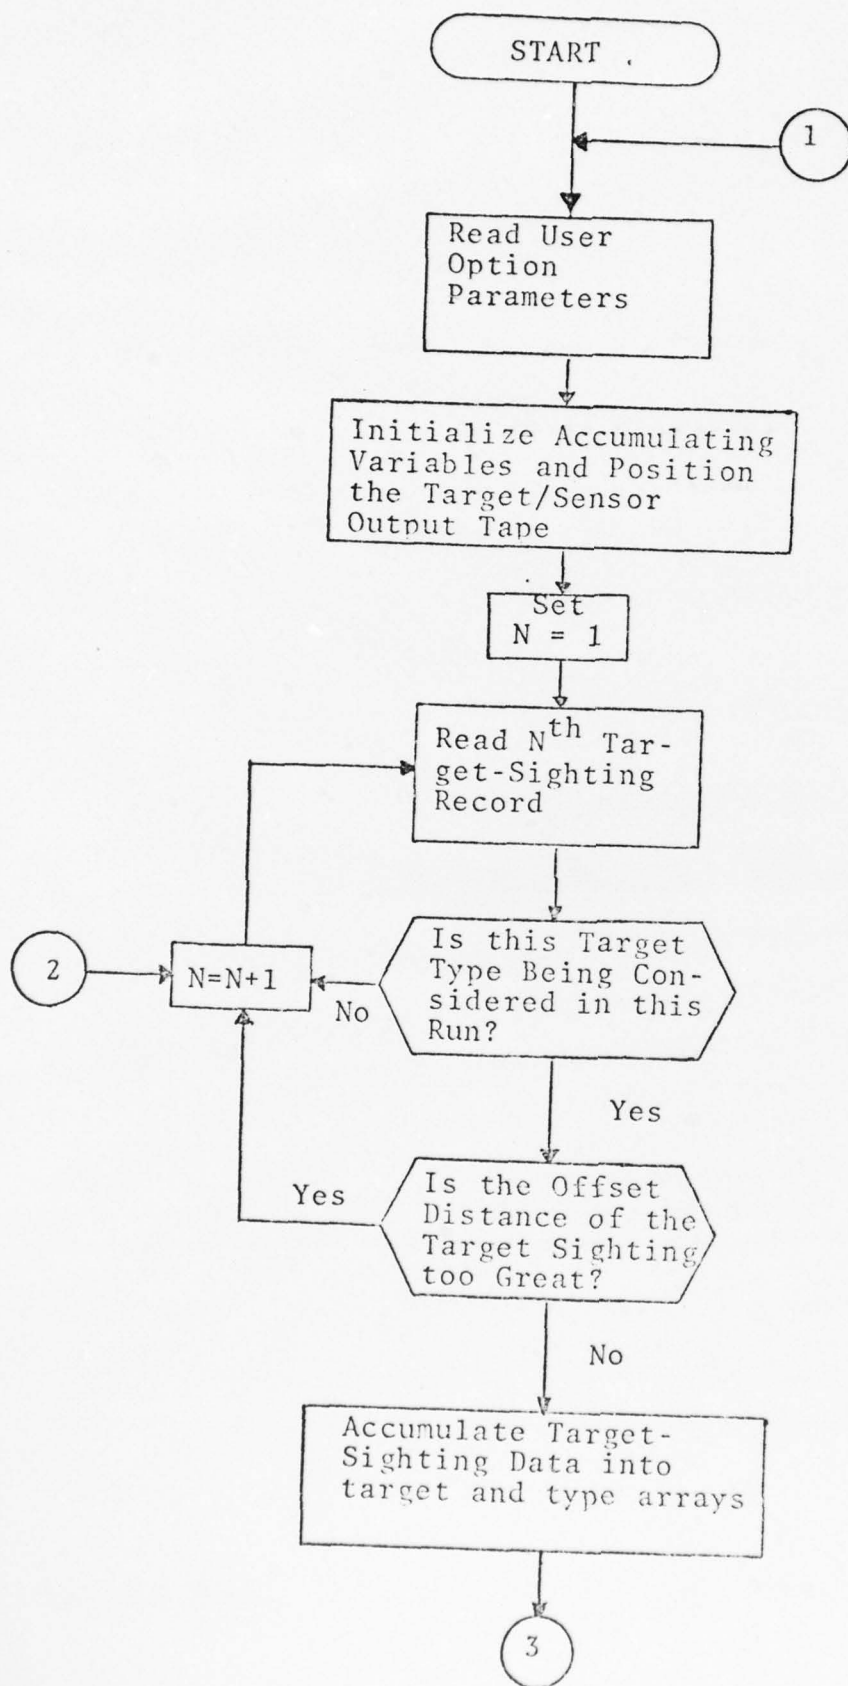 START
1
Read User
Option
Parameters
Initialize Accumulating
Variables and Position
the Target/Sensor
Output Tape
Set
N = 1
Read Nth Tar-
get-Sighting
Record
2
N=N+1
No
Is this Target
Type Being Con-
sidered in this
Run?
Yes
Yes
Is the Offset
Distance of the
Target Sighting
too Great?
No
Accumulate Target-
Sighting Data into
target and type arrays
3